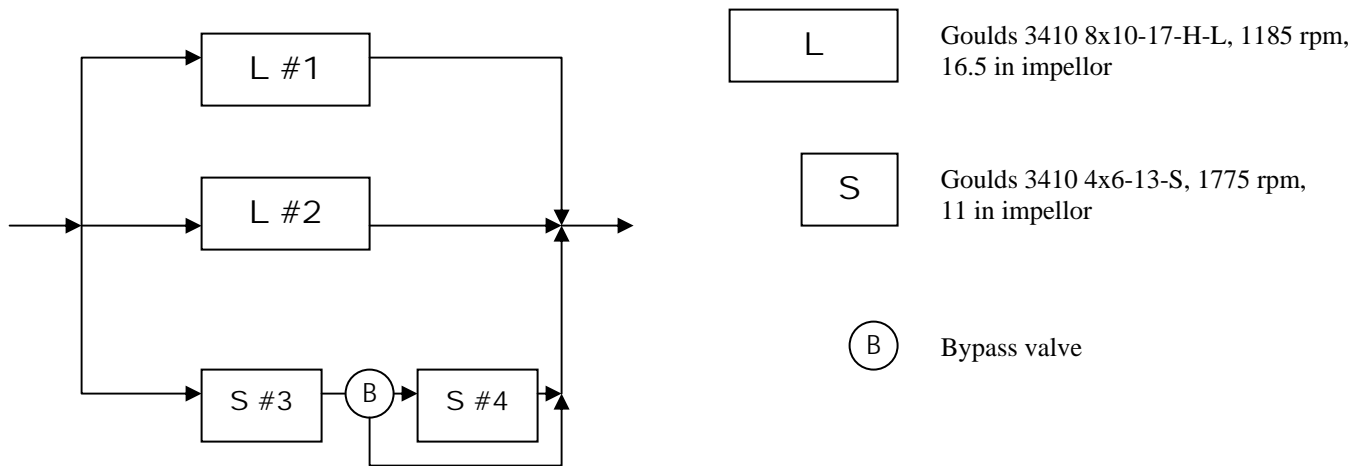 L #1
L #2
S #3
B
S #4
L
Goulds 3410 8x10-17-H-L, 1185 rpm,
16.5 in impellor
S
Goulds 3410 4x6-13-S, 1775 rpm,
11 in impellor
B
Bypass valve